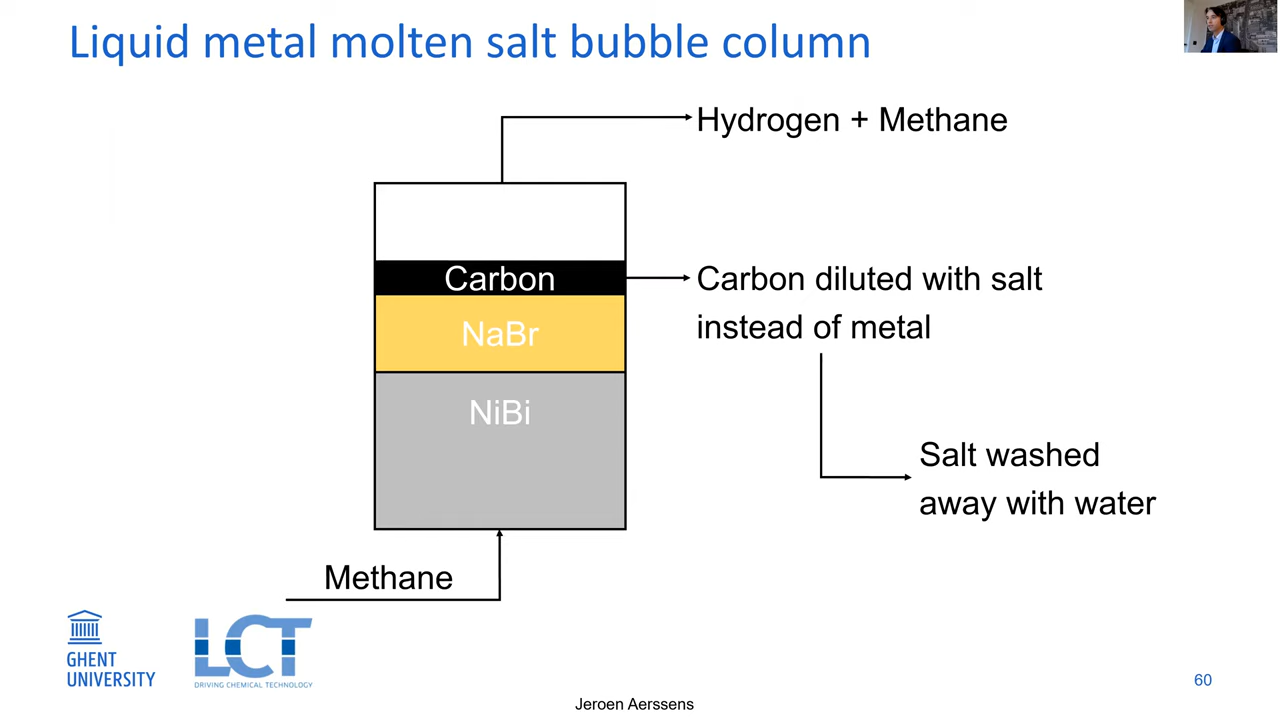 Liquid metal molten salt bubble column
Hydrogen + Methane
Carbon
Carbon diluted with salt
instead of metal
NaBr
NiBi
Salt washed
away with water
Methane
GHENT
UNIVERSITY
LCT
DRIVING CHEMICAL TECHNOLOGY
60
Jeroen Aerssens